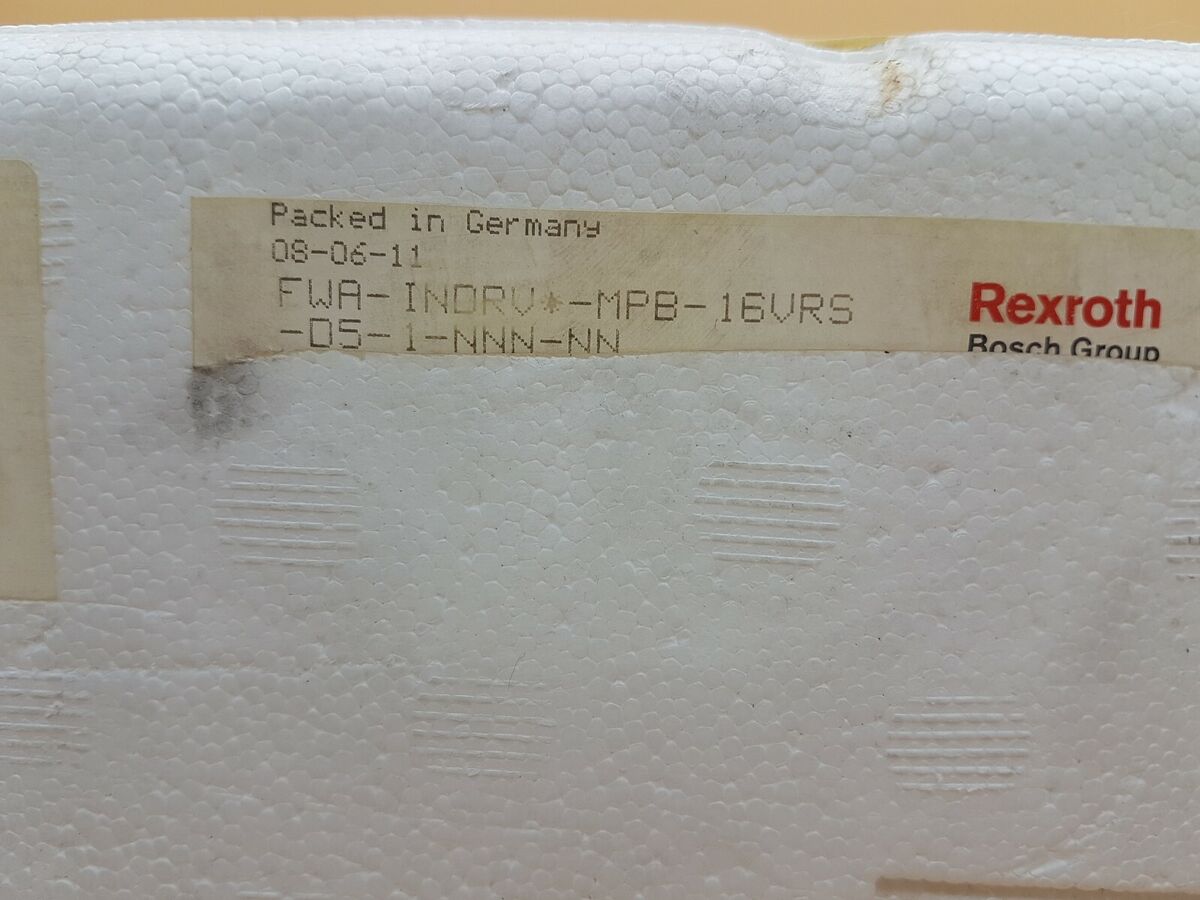 Packed in Germany
08-06-11
FWA-INDRV*-MPB-16VRS
-D5-1-NNN-NN
Rexroth
Bosch Group